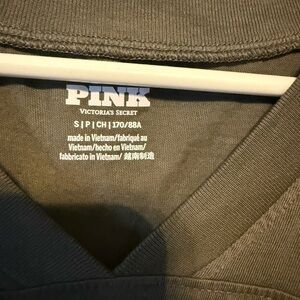 PINK
VICTORIA'S SECRET
S | P | CH | 170/88A
made in Vietnam/fabriqué au
Vietnam/hecho en Vietnam/
fabbricato in Vietnam/ 越南制造